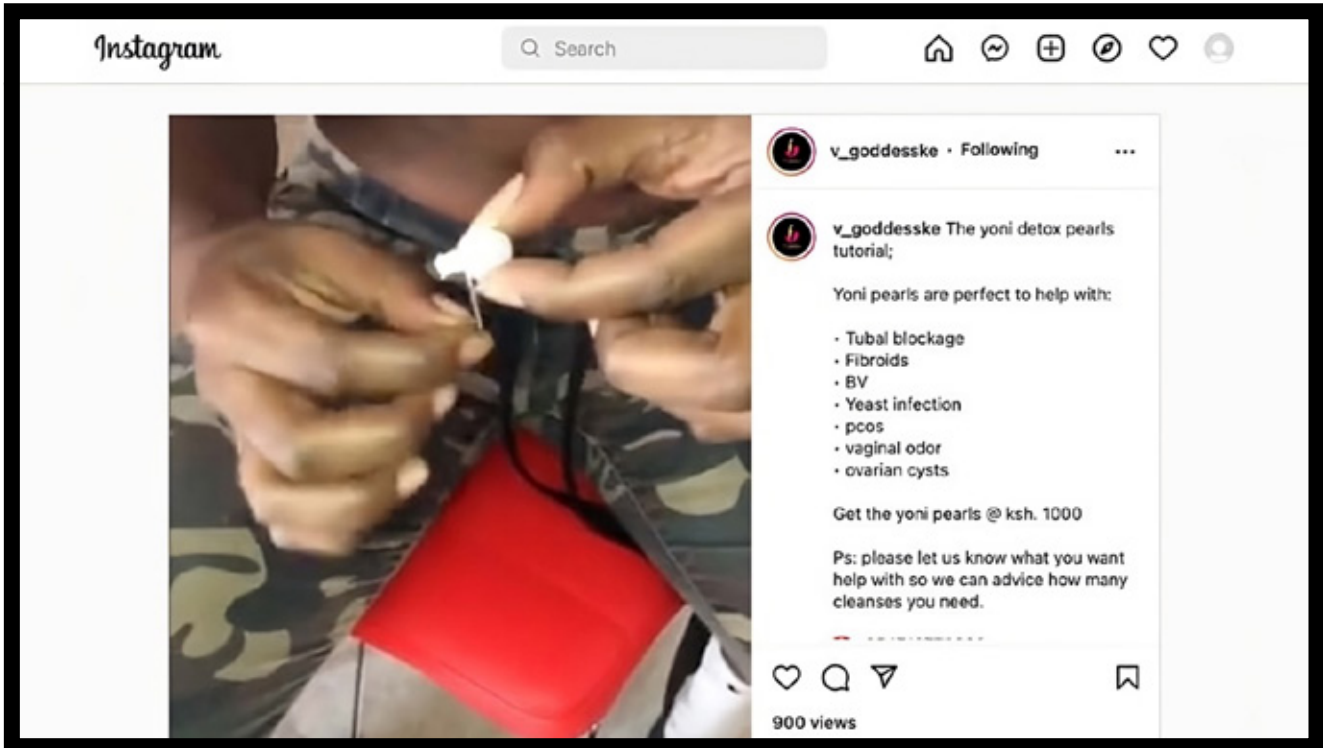 Instagram
Search
v_goddesske • Following
v_goddesske The yoni detox pearls
tutorial;
Yoni pearls are perfect to help with:
• Tubal blockage
• Fibroids
• BV
• Yeast infection
• pcos
• vaginal odor
• ovarian cysts
Get the yoni pearls @ ksh. 1000
Ps: please let us know what you want
help with so we can advice how many
cleanses you need.
900 views